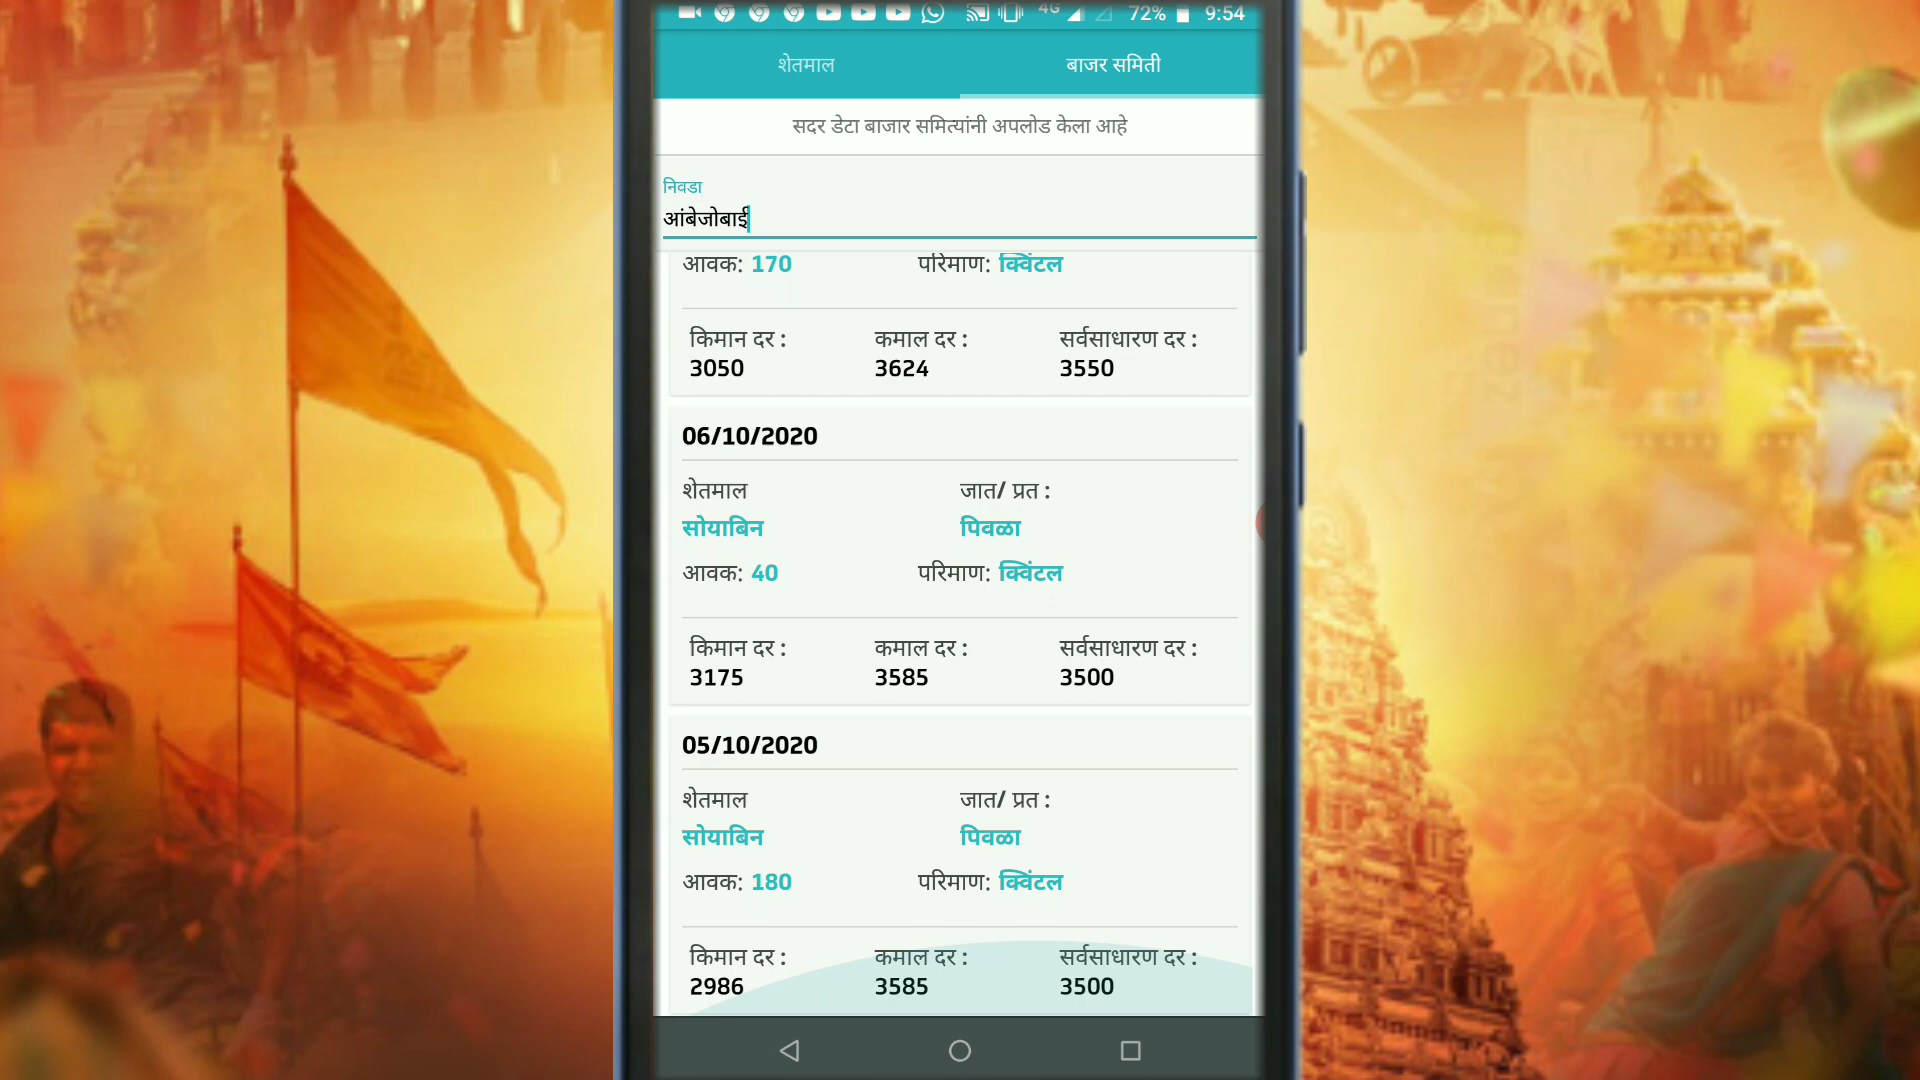 4G 72% 9:54
शेतमाल बाजर समिती
सदर डेटा बाजार समित्यांनी अपलोड केला आहे
निवडा
आंबेजोबाई
आवक: 170 परिमाण: क्विंटल
किमान दर : कमाल दर : सर्वसाधारण दर :
3050 3624 3550
06/10/2020
शेतमाल जात/ प्रत :
सोयाबिन पिवळा
आवक: 40 परिमाण: क्विंटल
किमान दर : कमाल दर : सर्वसाधारण दर :
3175 3585 3500
05/10/2020
शेतमाल जात/ प्रत :
सोयाबिन पिवळा
आवक: 180 परिमाण: क्विंटल
किमान दर : कमाल दर : सर्वसाधारण दर :
2986 3585 3500